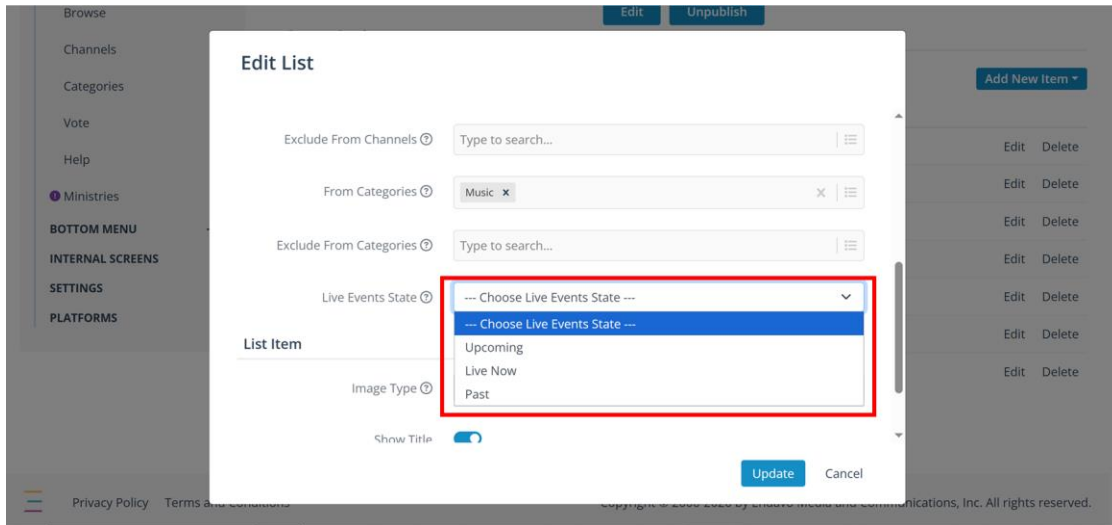 Browse
Edit
Unpublish
Channels
Edit List
Categories
Add New Item
Vote
Exclude From Channels
Type to search...
Edit Delete
Help
Edit Delete
Ministries
From Categories
Music x
BOTTOM MENU
Edit Delete
Exclude From Categories
Type to search...
INTERNAL SCREENS
Edit Delete
SETTINGS
Live Events State
--- Choose Live Events State ---
Edit Delete
PLATFORMS
--- Choose Live Events State ---
List Item
Upcoming
Edit Delete
Live Now
Edit Delete
Image Type
Past
Show Title
Update
Cancel
Privacy Policy Terms and Conditions
by Endavo Media and Communications, Inc. All rights reserved.